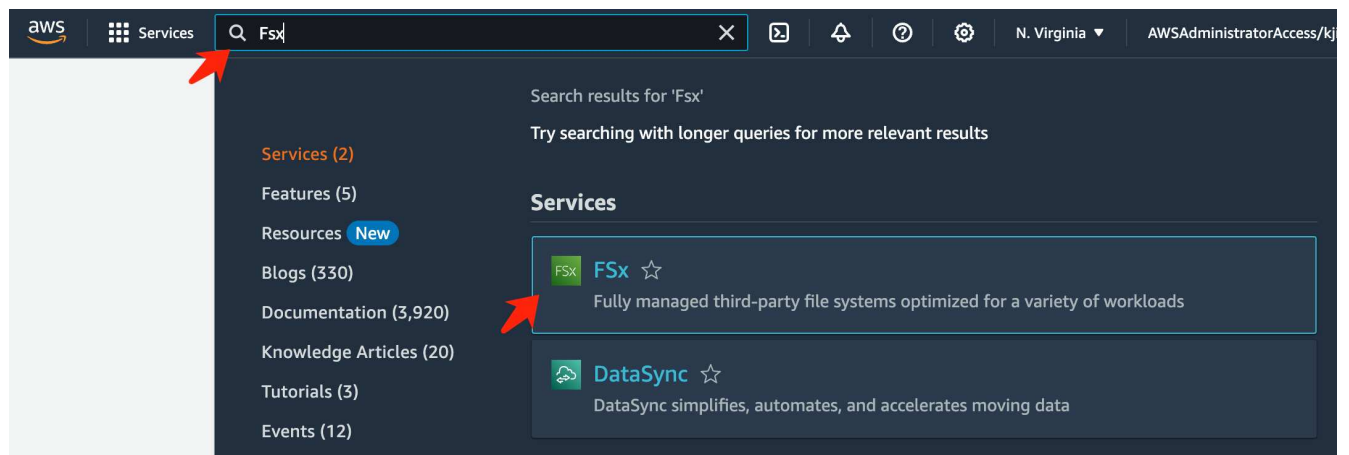 aws Services Fsx N. Virginia ▼ AWSAdministratorAccess/kji
Search results for 'Fsx'
Try searching with longer queries for more relevant results
Services (2)
Features (5)
Resources New
Blogs (330)
Documentation (3,920)
Knowledge Articles (20)
Tutorials (3)
Events (12)
Services
FSx FSx
Fully managed third-party file systems optimized for a variety of workloads
DataSync
DataSync simplifies, automates, and accelerates moving data